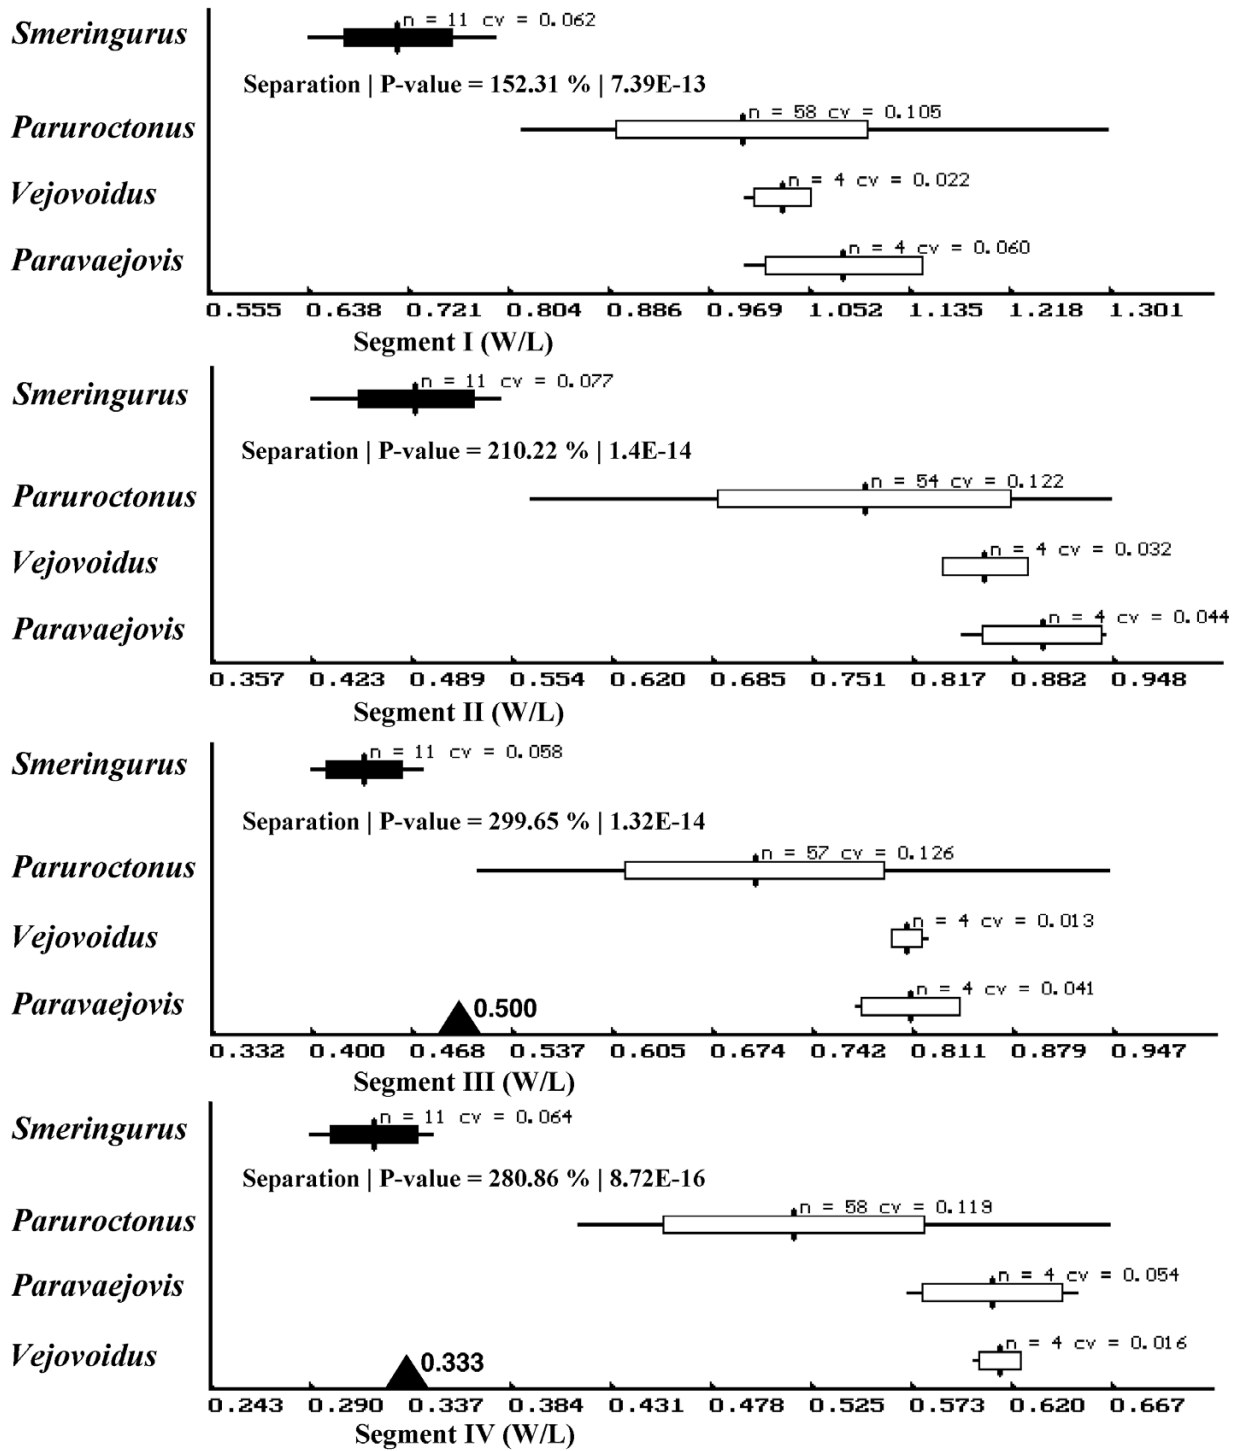 Smeringurus
n = 11 cv = 0.062
Separation | P-value = 152.31 % | 7.39E-13
Paruroctonus
n = 58 cv = 0.105
Vejovoidus
n = 4 cv = 0.022
Paravaejovis
n = 4 cv = 0.060
0.555 0.638 0.721 0.804 0.886 0.969 1.052 1.135 1.218 1.301
Segment I (W/L)
Smeringurus
n = 11 cv = 0.077
Separation | P-value = 210.22 % | 1.4E-14
Paruroctonus
n = 54 cv = 0.122
Vejovoidus
n = 4 cv = 0.032
Paravaejovis
n = 4 cv = 0.044
0.357 0.423 0.489 0.554 0.620 0.685 0.751 0.817 0.882 0.948
Segment II (W/L)
Smeringurus
n = 11 cv = 0.058
Separation | P-value = 299.65 % | 1.32E-14
Paruroctonus
n = 57 cv = 0.126
Vejovoidus
n = 4 cv = 0.013
Paravaejovis
n = 4 cv = 0.041
0.500
0.332 0.400 0.468 0.537 0.605 0.674 0.742 0.811 0.879 0.947
Segment III (W/L)
Smeringurus
n = 11 cv = 0.064
Separation | P-value = 280.86 % | 8.72E-16
Paruroctonus
n = 58 cv = 0.119
Paravaejovis
n = 4 cv = 0.054
Vejovoidus
n = 4 cv = 0.016
0.333
0.243 0.290 0.337 0.384 0.431 0.478 0.525 0.573 0.620 0.667
Segment IV (W/L)